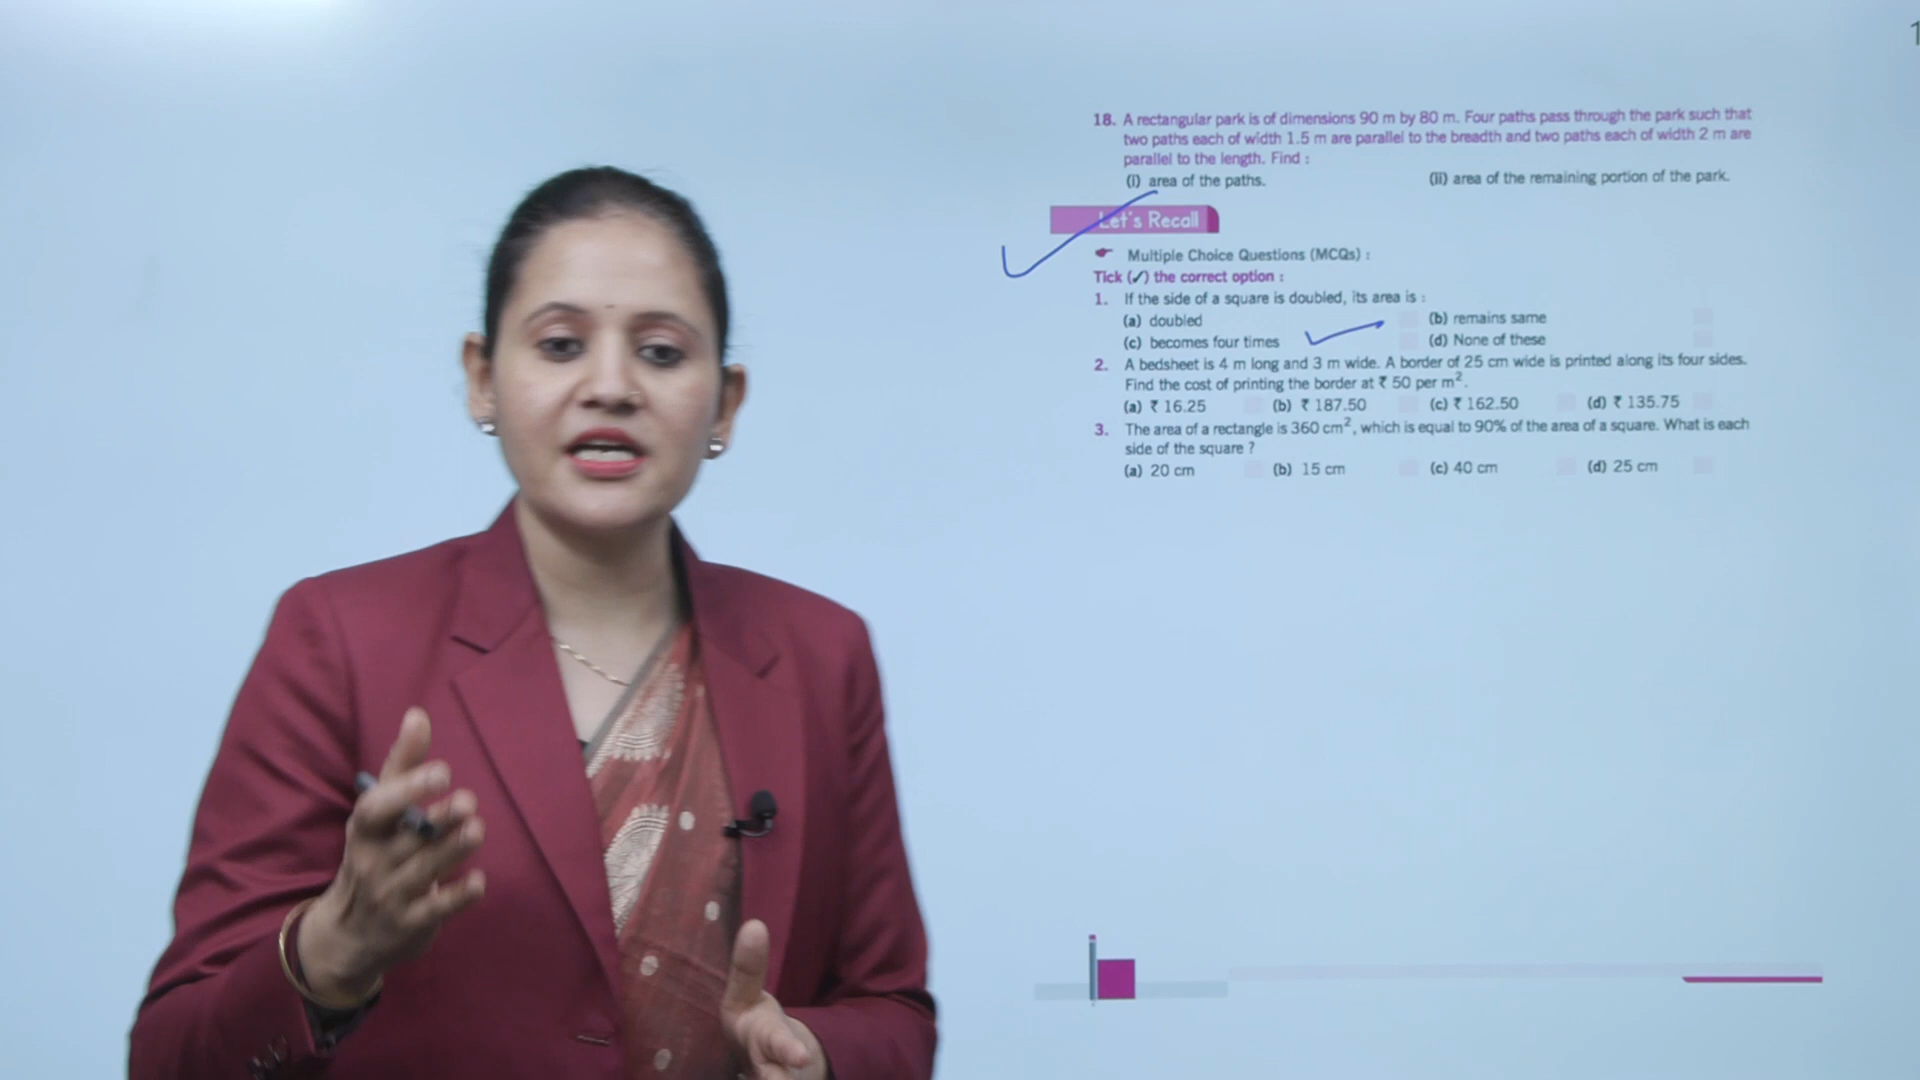 1
18. A rectangular park is of dimensions 90 m by 80 m. Four paths pass through the park such that
two paths each of width 1.5 m are parallel to the breadth and two paths each of width 2 m are
parallel to the length. Find :
(i) area of the paths. (ii) area of the remaining portion of the park.
Let's Recall
Multiple Choice Questions (MCQs) :
Tick (✓) the correct option :
1. If the side of a square is doubled, its area is :
(a) doubled (b) remains same
(c) becomes four times (d) None of these
2. A bedsheet is 4 m long and 3 m wide. A border of 25 cm wide is printed along its four sides.
Find the cost of printing the border at ₹ 50 per m².
(a) ₹ 16.25 (b) ₹ 187.50 (c) ₹ 162.50 (d) ₹ 135.75
3. The area of a rectangle is 360 cm², which is equal to 90% of the area of a square. What is each
side of the square ?
(a) 20 cm (b) 15 cm (c) 40 cm (d) 25 cm